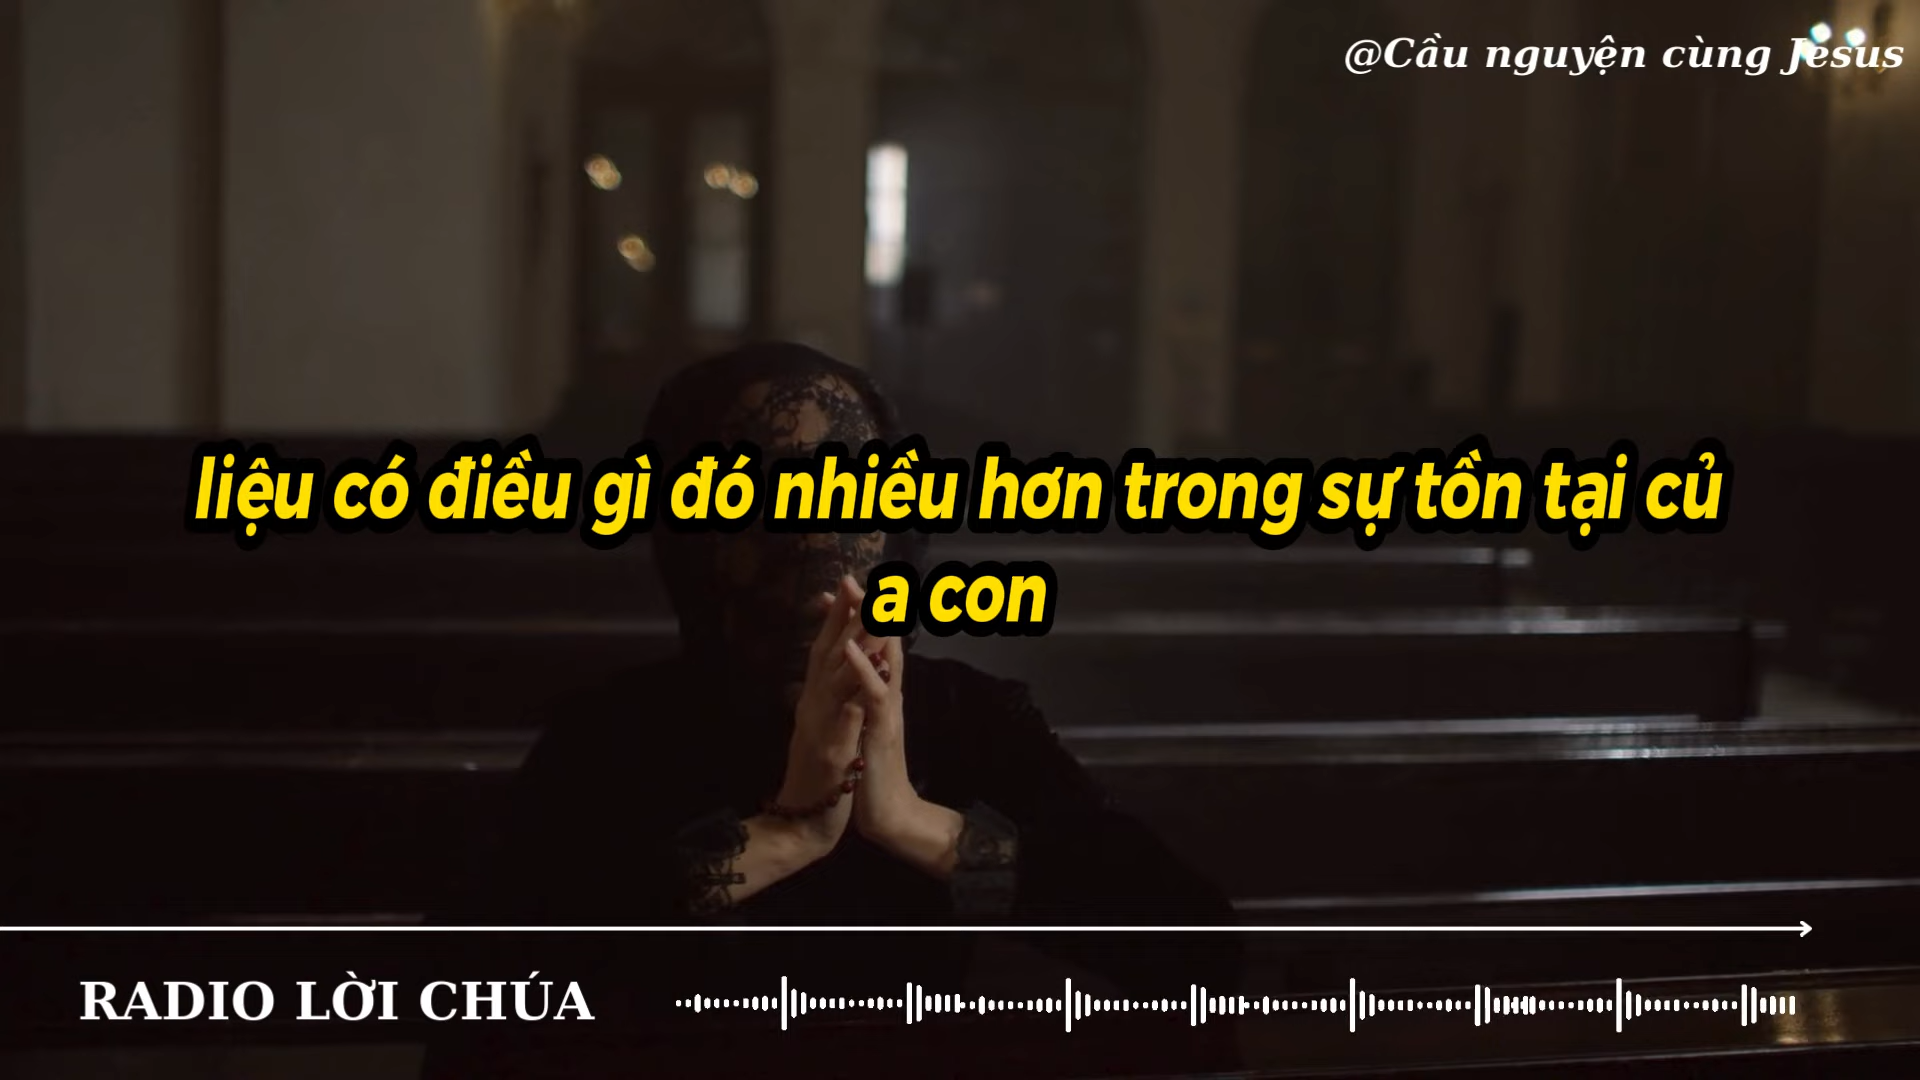 @Cầu nguyện cùng Jesus
liệu có điều gì đó nhiều hơn trong sự tồn tại củ
a con
RADIO LỜI CHÚA